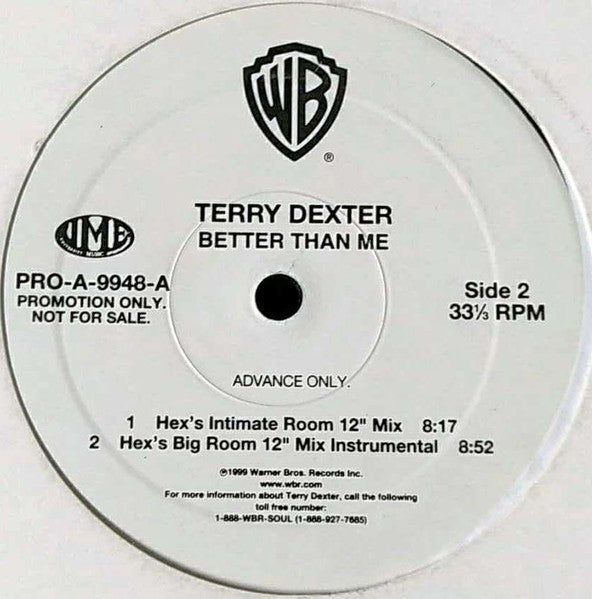 WB
®
TERRY DEXTER
BETTER THAN ME
UME
MUSIC
PRO-A-9948-A
PROMOTION ONLY.
NOT FOR SALE.
Side 2
33⅓ RPM
ADVANCE ONLY.
1 Hex's Intimate Room 12" Mix 8:17
2 Hex's Big Room 12" Mix Instrumental 8:52
℗1999 Warner Bros. Records Inc.
www.wbr.com
For more information about Terry Dexter, call the following
toll free number:
1-888-WBR-SOUL (1-888-927-7685)